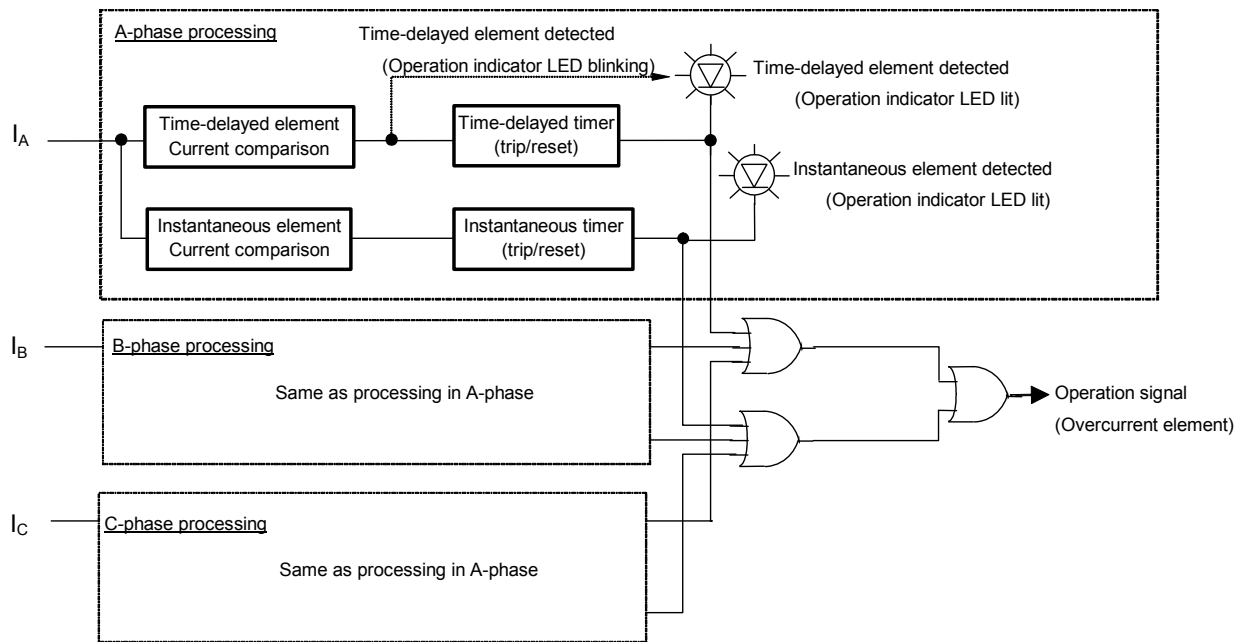 A-phase processing
Time-delayed element detected
(Operation indicator LED blinking)
Time-delayed element detected
(Operation indicator LED lit)
IA
Time-delayed element
Current comparison
Time-delayed timer
(trip/reset)
Instantaneous element detected
(Operation indicator LED lit)
Instantaneous element
Current comparison
Instantaneous timer
(trip/reset)
IB
B-phase processing
Same as processing in A-phase
Operation signal
(Overcurrent element)
IC
C-phase processing
Same as processing in A-phase